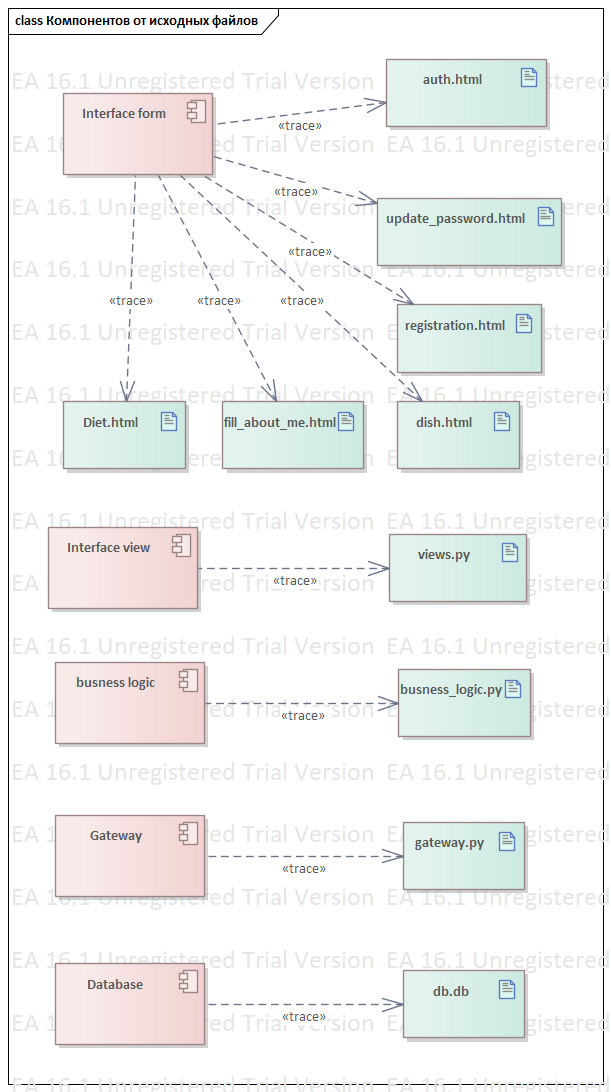 class Компонентов от исходных файлов
EA 16.1 Unregistered Trial Version
auth.html
Interface form
«trace»
«trace»
update_password.html
«trace»
«trace»
«trace»
«trace»
registration.html
Diet.html
fill_about_me.html
dish.html
Interface view
views.py
«trace»
busness logic
busness_logic.py
«trace»
Gateway
gateway.py
«trace»
Database
db.db
«trace»